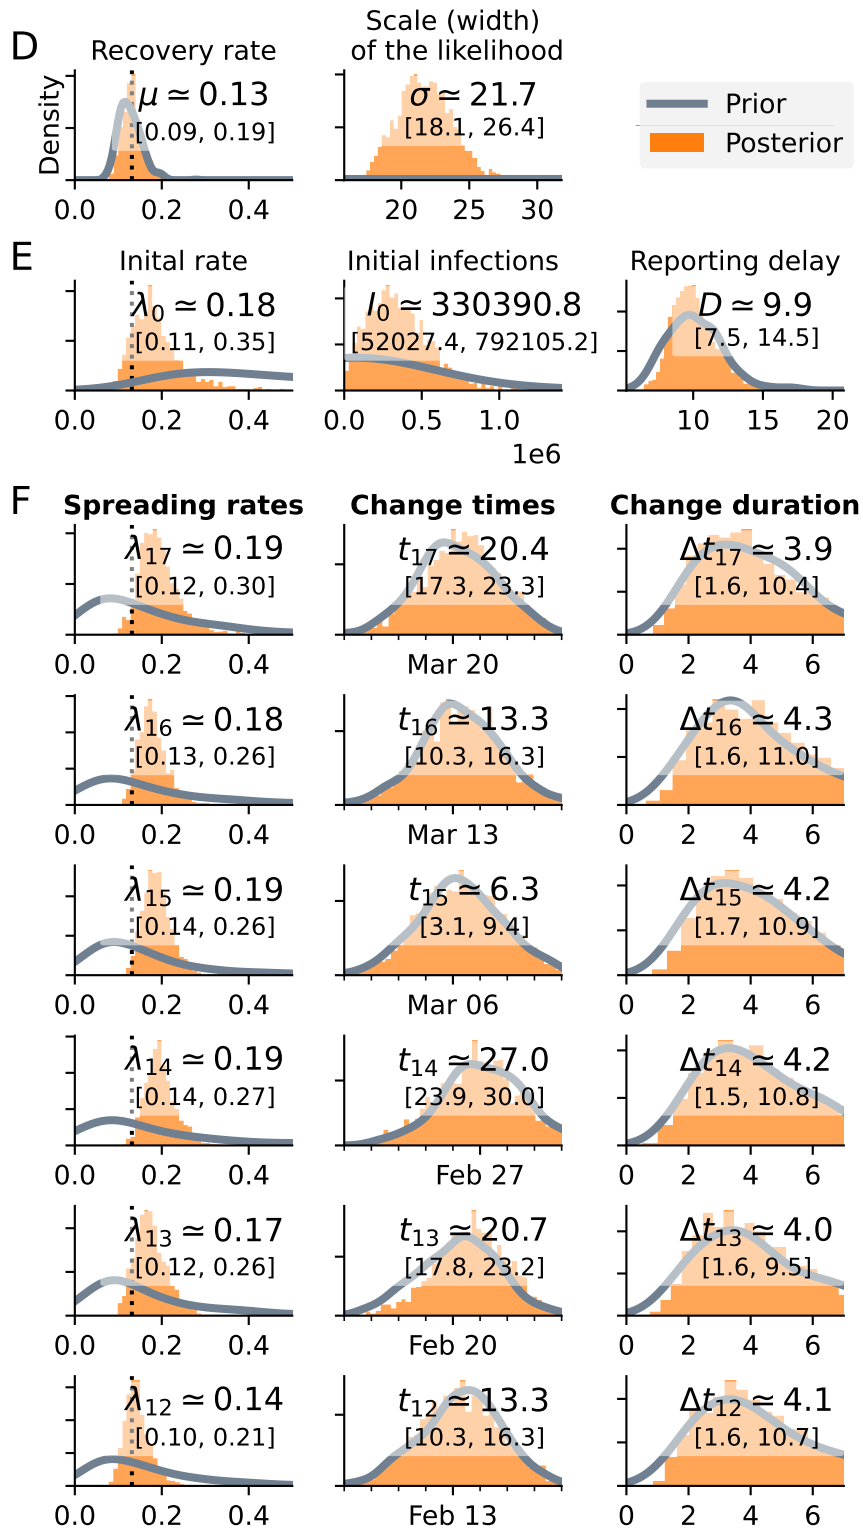 D
Recovery rate
Scale (width)
of the likelihood
Density
μ ≃ 0.13
[0.09, 0.19]
σ ≃ 21.7
[18.1, 26.4]
Prior
Posterior
0.0 0.2 0.4
20 25 30
E
Inital rate
Initial infections
Reporting delay
λ0 ≃ 0.18
[0.11, 0.35]
I0 ≃ 330390.8
[52027.4, 792105.2]
D ≃ 9.9
[7.5, 14.5]
0.0 0.2 0.4
0.0 0.5 1.0
1e6
10 15 20
F
Spreading rates
Change times
Change duration
λ17 ≃ 0.19
[0.12, 0.30]
t17 ≃ 20.4
[17.3, 23.3]
Δt17 ≃ 3.9
[1.6, 10.4]
0.0 0.2 0.4
Mar 20
0 2 4 6
λ16 ≃ 0.18
[0.13, 0.26]
t16 ≃ 13.3
[10.3, 16.3]
Δt16 ≃ 4.3
[1.6, 11.0]
0.0 0.2 0.4
Mar 13
0 2 4 6
λ15 ≃ 0.19
[0.14, 0.26]
t15 ≃ 6.3
[3.1, 9.4]
Δt15 ≃ 4.2
[1.7, 10.9]
0.0 0.2 0.4
Mar 06
0 2 4 6
λ14 ≃ 0.19
[0.14, 0.27]
t14 ≃ 27.0
[23.9, 30.0]
Δt14 ≃ 4.2
[1.5, 10.8]
0.0 0.2 0.4
Feb 27
0 2 4 6
λ13 ≃ 0.17
[0.12, 0.26]
t13 ≃ 20.7
[17.8, 23.2]
Δt13 ≃ 4.0
[1.6, 9.5]
0.0 0.2 0.4
Feb 20
0 2 4 6
λ12 ≃ 0.14
[0.10, 0.21]
t12 ≃ 13.3
[10.3, 16.3]
Δt12 ≃ 4.1
[1.6, 10.7]
0.0 0.2 0.4
Feb 13
0 2 4 6